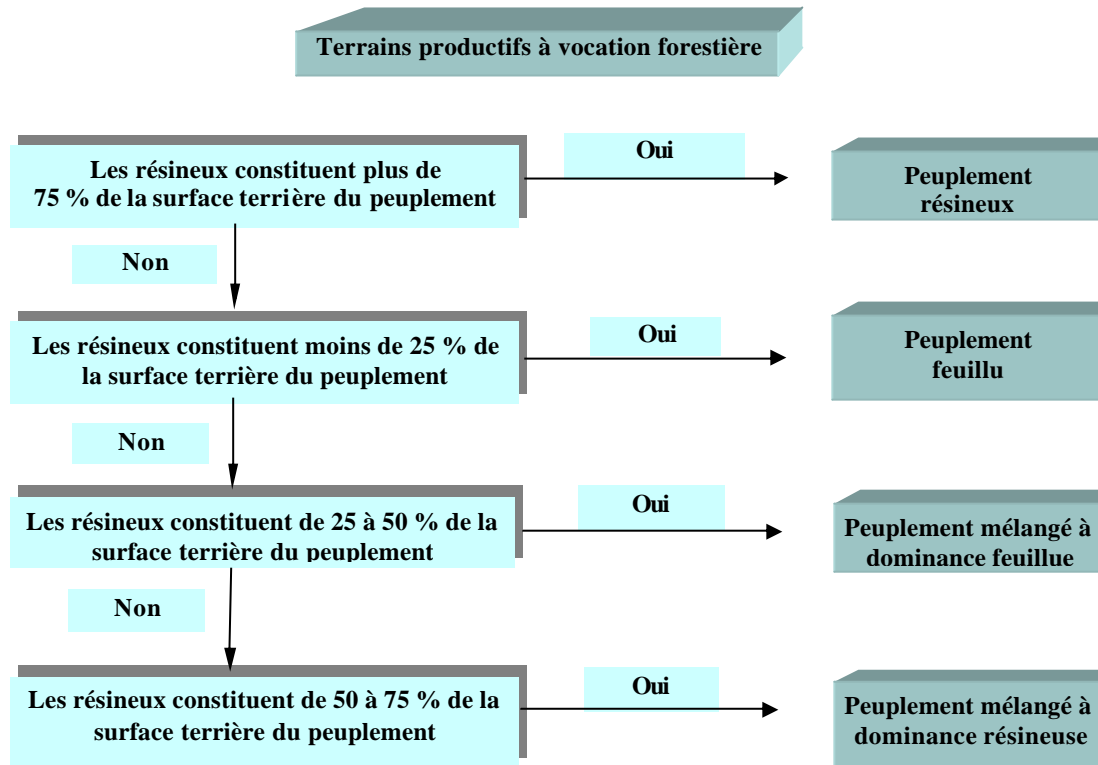 Terrains productifs à vocation forestière
Les résineux constituent plus de
75 % de la surface terrière du peuplement
Oui
Peuplement
résineux
Non
Les résineux constituent moins de 25 % de
la surface terrière du peuplement
Oui
Peuplement
feuillu
Non
Les résineux constituent de 25 à 50 % de la
surface terrière du peuplement
Oui
Peuplement mélangé à
dominance feuillue
Non
Les résineux constituent de 50 à 75 % de la
surface terrière du peuplement
Oui
Peuplement mélangé à
dominance résineuse